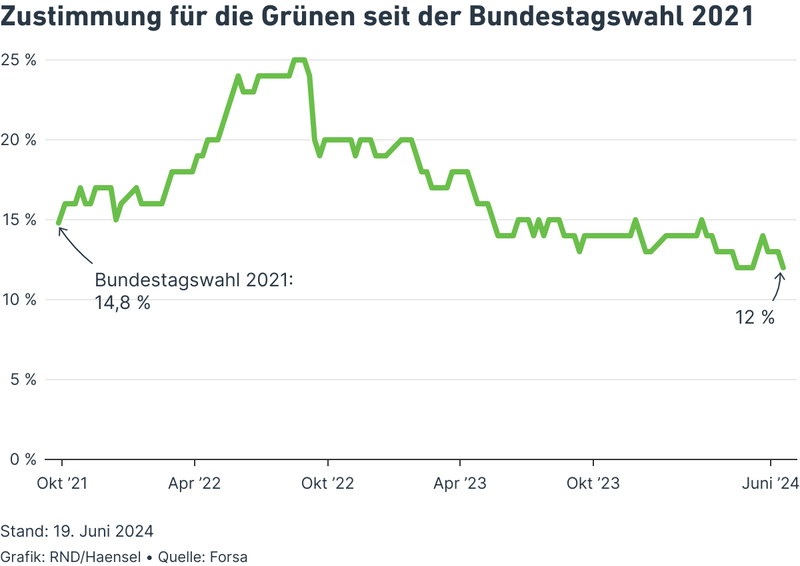 Zustimmung für die Grünen seit der Bundestagswahl 2021
25 %
20 %
15 %
Bundestagswahl 2021:
14,8 %
10 %
12 %
5 %
0 %
Okt ’21
Apr ’22
Okt ’22
Apr ’23
Okt ’23
Juni ’24
Stand: 19. Juni 2024
Grafik: RND/Haensel • Quelle: Forsa